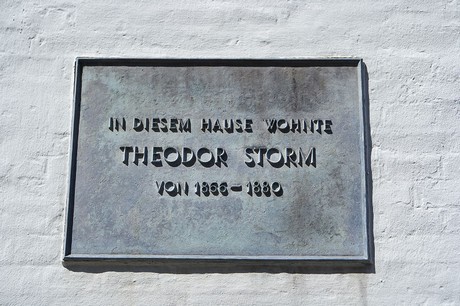 IN DIESEM HAUSE WOHNTE
THEODOR STORM
VON 1866 – 1880